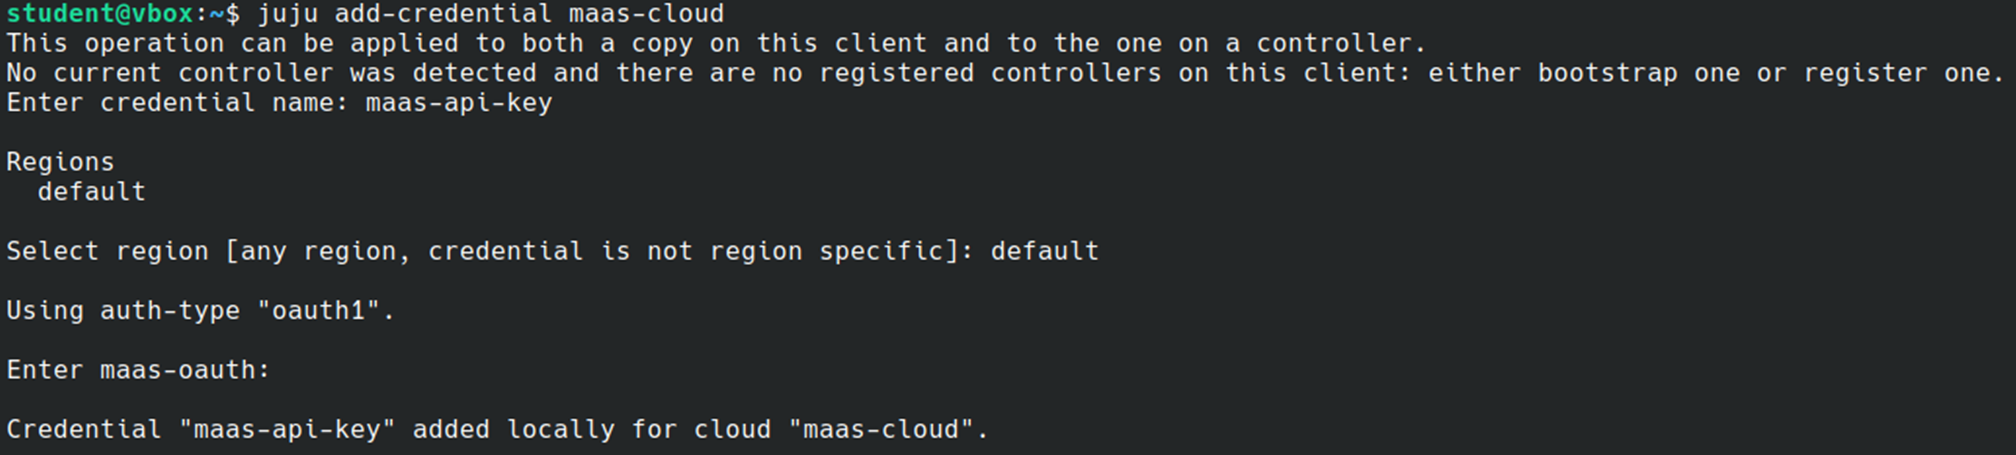 student@vbox:~$ juju add-credential maas-cloud
This operation can be applied to both a copy on this client and to the one on a controller.
No current controller was detected and there are no registered controllers on this client: either bootstrap one or register one.
Enter credential name: maas-api-key
Regions
default
Select region [any region, credential is not region specific]: default
Using auth-type "oauth1".
Enter maas-oauth:
Credential "maas-api-key" added locally for cloud "maas-cloud".